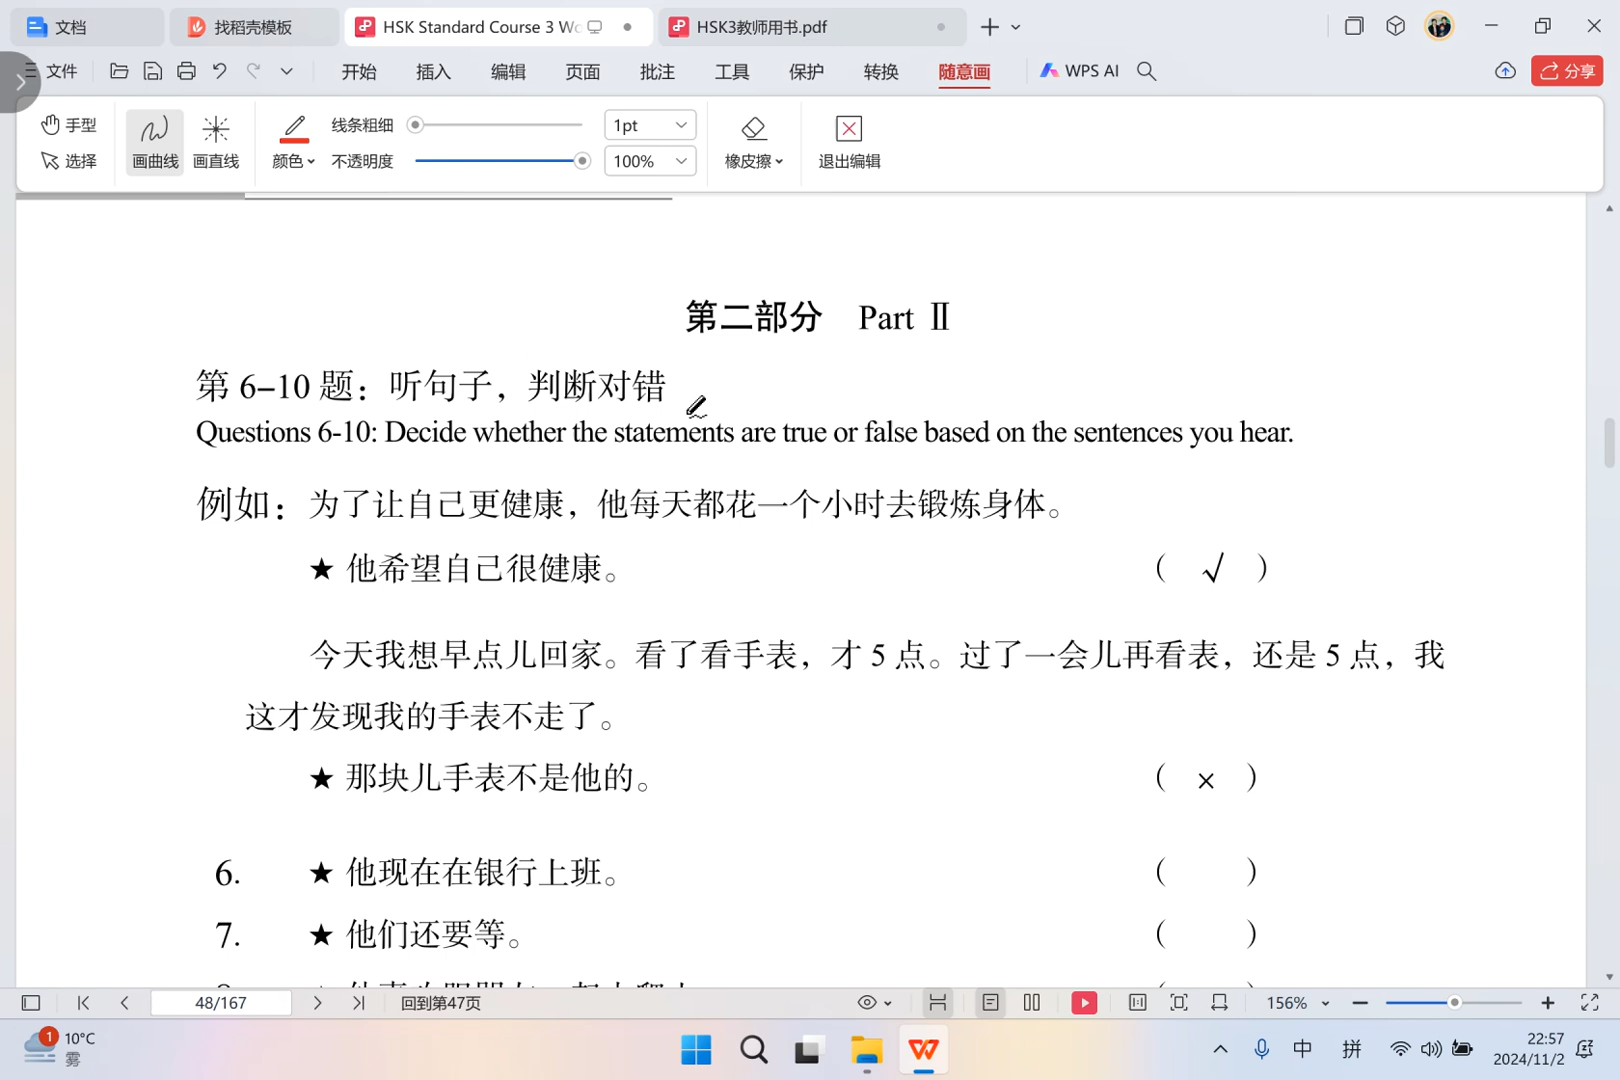 文档 找稻壳模板 HSK Standard Course 3 Wo HSK3教师用书.pdf
文件 开始 插入 编辑 页面 批注 工具 保护 转换 随意画 WPS AI 分享
手型 线条粗细 1pt
选择 画曲线 画直线 颜色 不透明度 100% 橡皮擦 退出编辑
第二部分 Part Ⅱ
第 6–10 题：听句子，判断对错
Questions 6-10: Decide whether the statements are true or false based on the sentences you hear.
例如：为了让自己更健康，他每天都花一个小时去锻炼身体。
★ 他希望自己很健康。 （ √ ）
今天我想早点儿回家。看了看手表，才 5 点。过了一会儿再看表，还是 5 点，我
这才发现我的手表不走了。
★ 那块儿手表不是他的。 （ × ）
6. ★ 他现在在银行上班。 （ ）
7. ★ 他们还要等。 （ ）
48/167 回到第47页 156%
1 10°C
雾
中 拼 22:57
2024/11/2